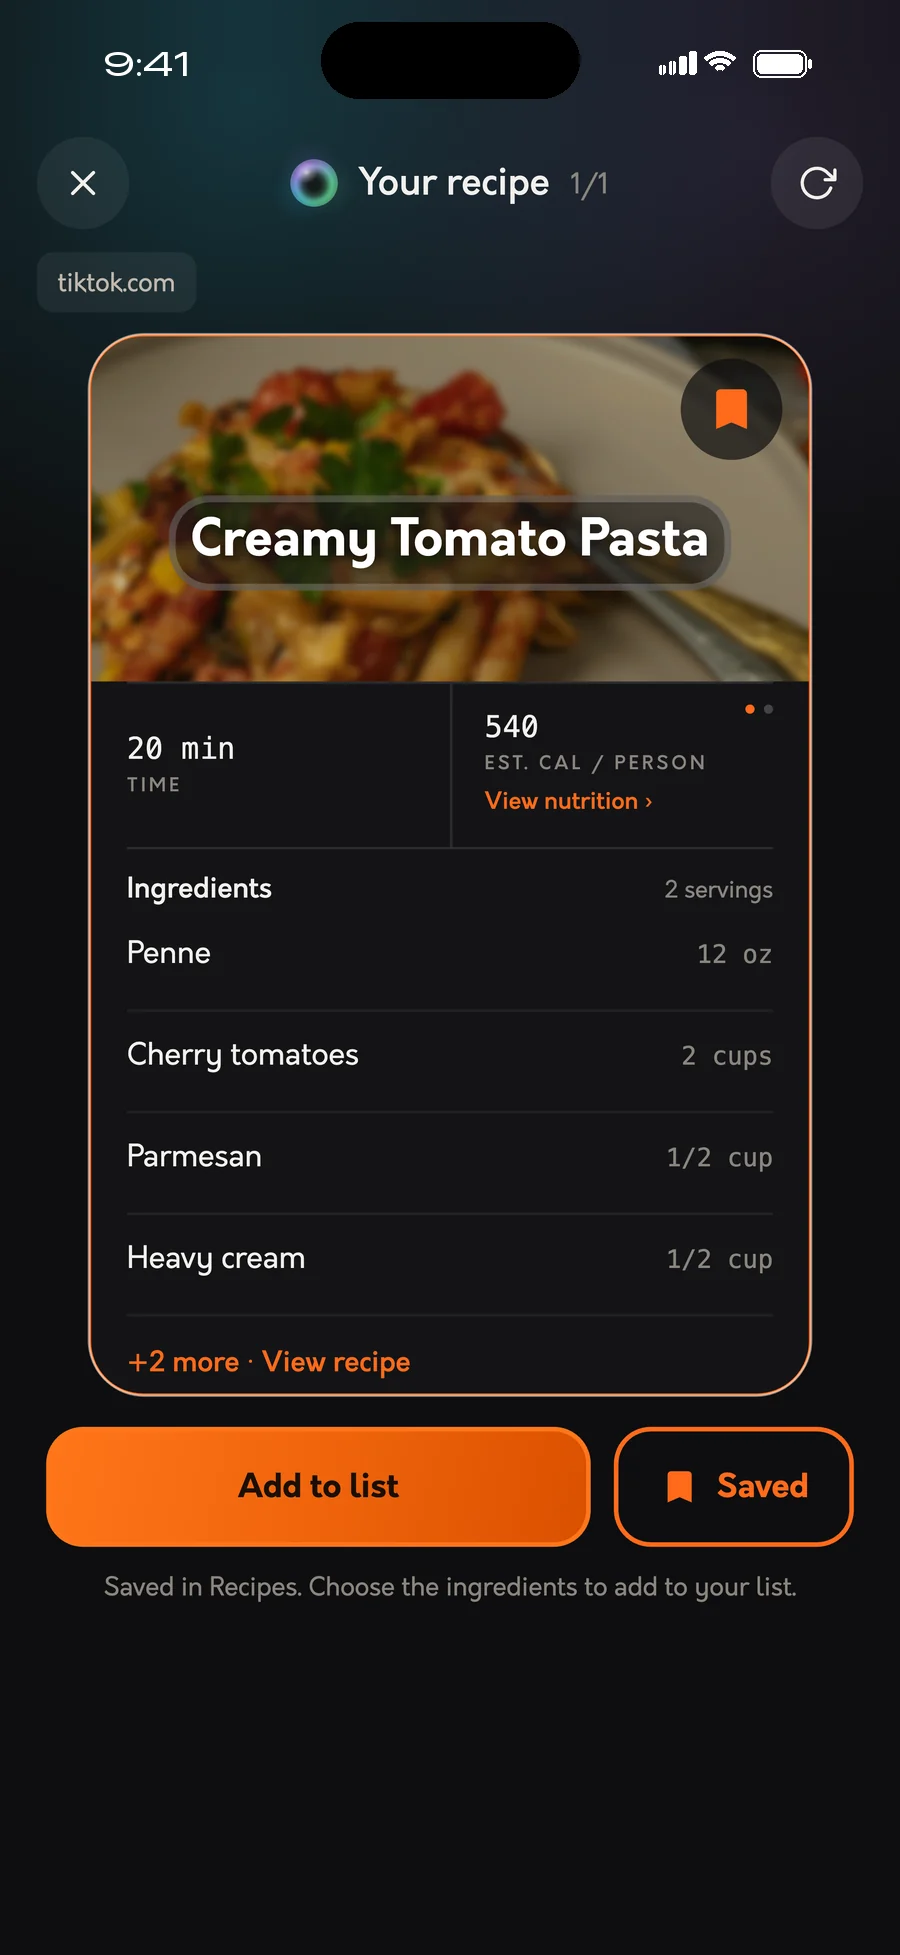 9:41
Your recipe 1/1
tiktok.com
Creamy Tomato Pasta
20 min
TIME
540
EST. CAL / PERSON
View nutrition ›
Ingredients 2 servings
Penne 12 oz
Cherry tomatoes 2 cups
Parmesan 1/2 cup
Heavy cream 1/2 cup
+2 more · View recipe
Add to list
Saved
Saved in Recipes. Choose the ingredients to add to your list.